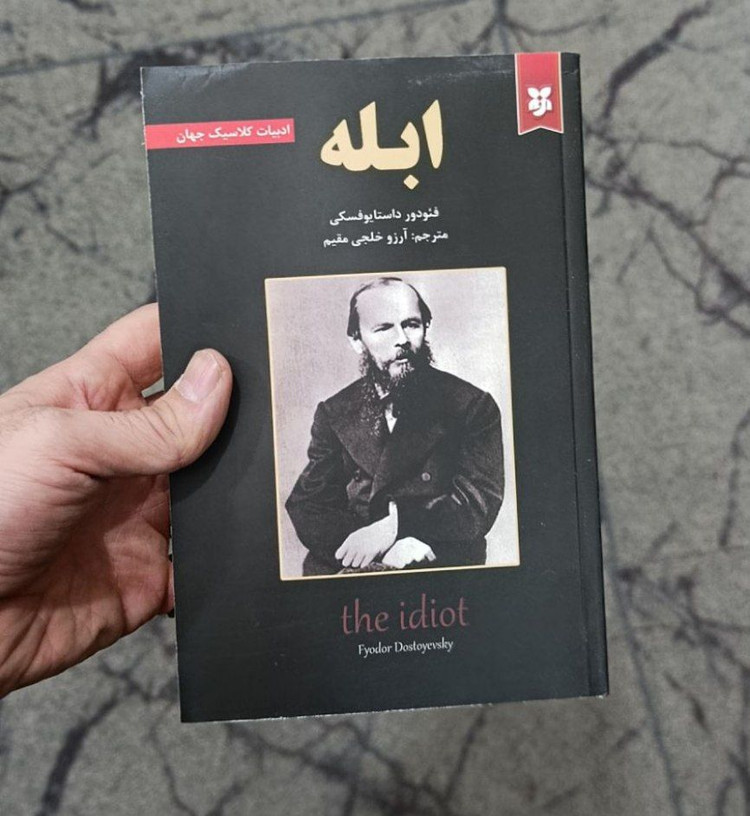 ادبیات کلاسیک جهان
ابله
فئودور داستایوفسکی
مترجم: آرزو خلجی مقیم
the idiot
Fyodor Dostoyevsky